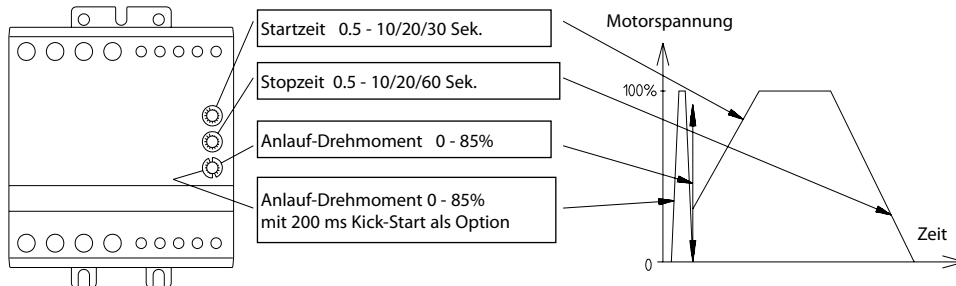 Startzeit 0.5 - 10/20/30 Sek.
Stopzeit 0.5 - 10/20/60 Sek.
Anlauf-Drehmoment 0 - 85%
Anlauf-Drehmoment 0 - 85%
mit 200 ms Kick-Start als Option
Motorspannung
100%
0
Zeit